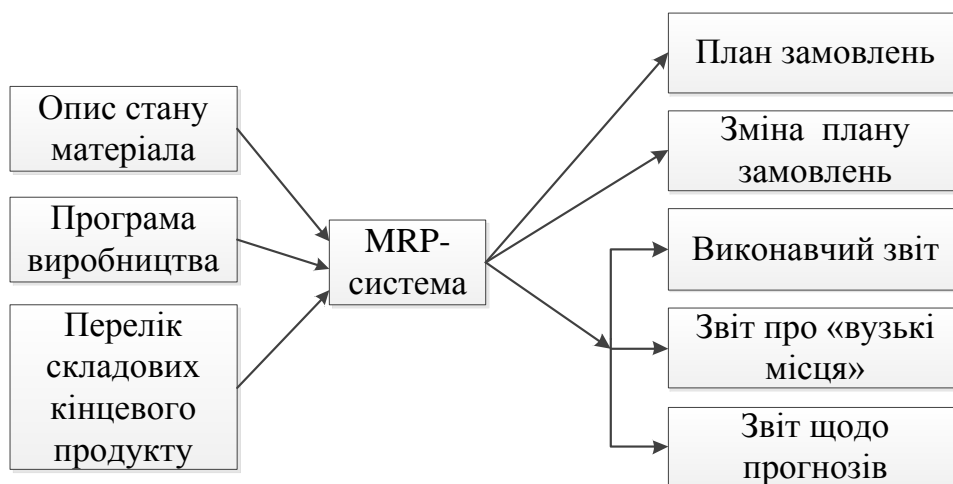 Опис стану
матеріала
Програма
виробництва
Перелік
складових
кінцевого
продукту
MRP-
система
План замовлень
Зміна плану
замовлень
Виконавчий звіт
Звіт про «вузькі
місця»
Звіт щодо
прогнозів